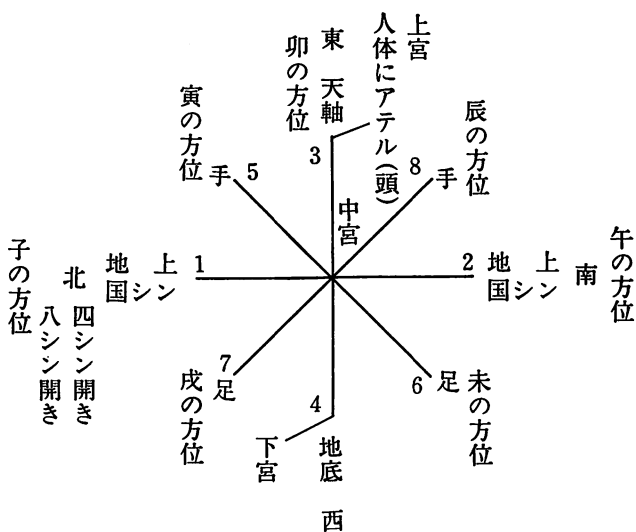 上宮
人体にアテル(頭)
東 天軸
卯の方位
3
寅の方位
手 5
辰の方位
8 手
中宮
午の方位
南
上シン
地国
2
上シン
地国
1
北 四シン開き
八シン開き
子の方位
7
足
戌の方位
4
6 足
未の方位
下宮
地底 西